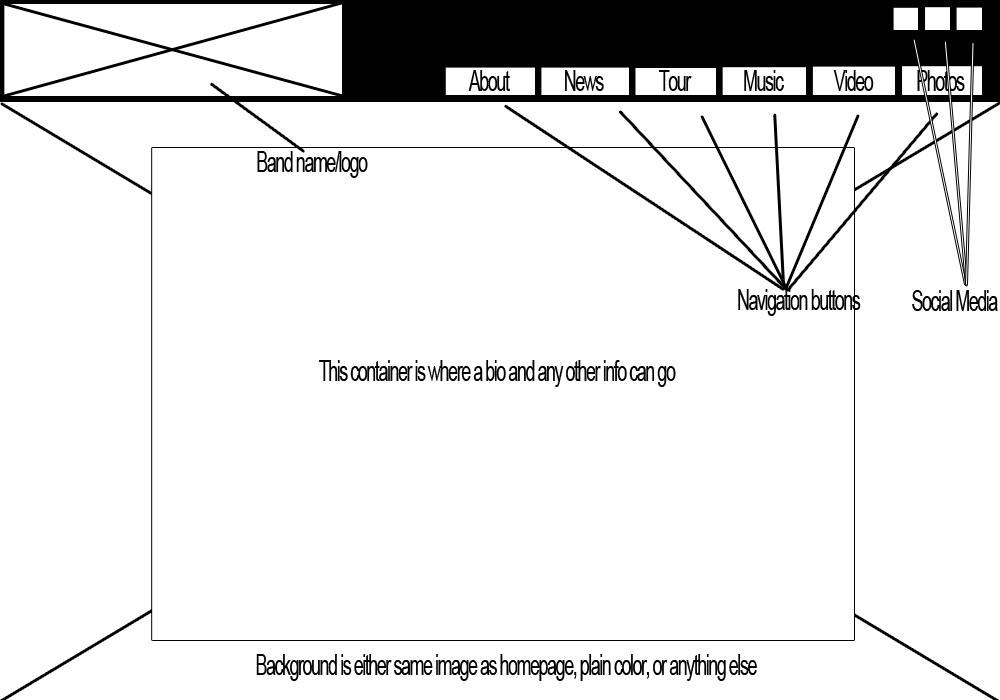 About News Tour Music Video Photos
Band name/logo
Navigation buttons
Social Media
This container is where a bio and any other info can go
Background is either same image as homepage, plain color, or anything else